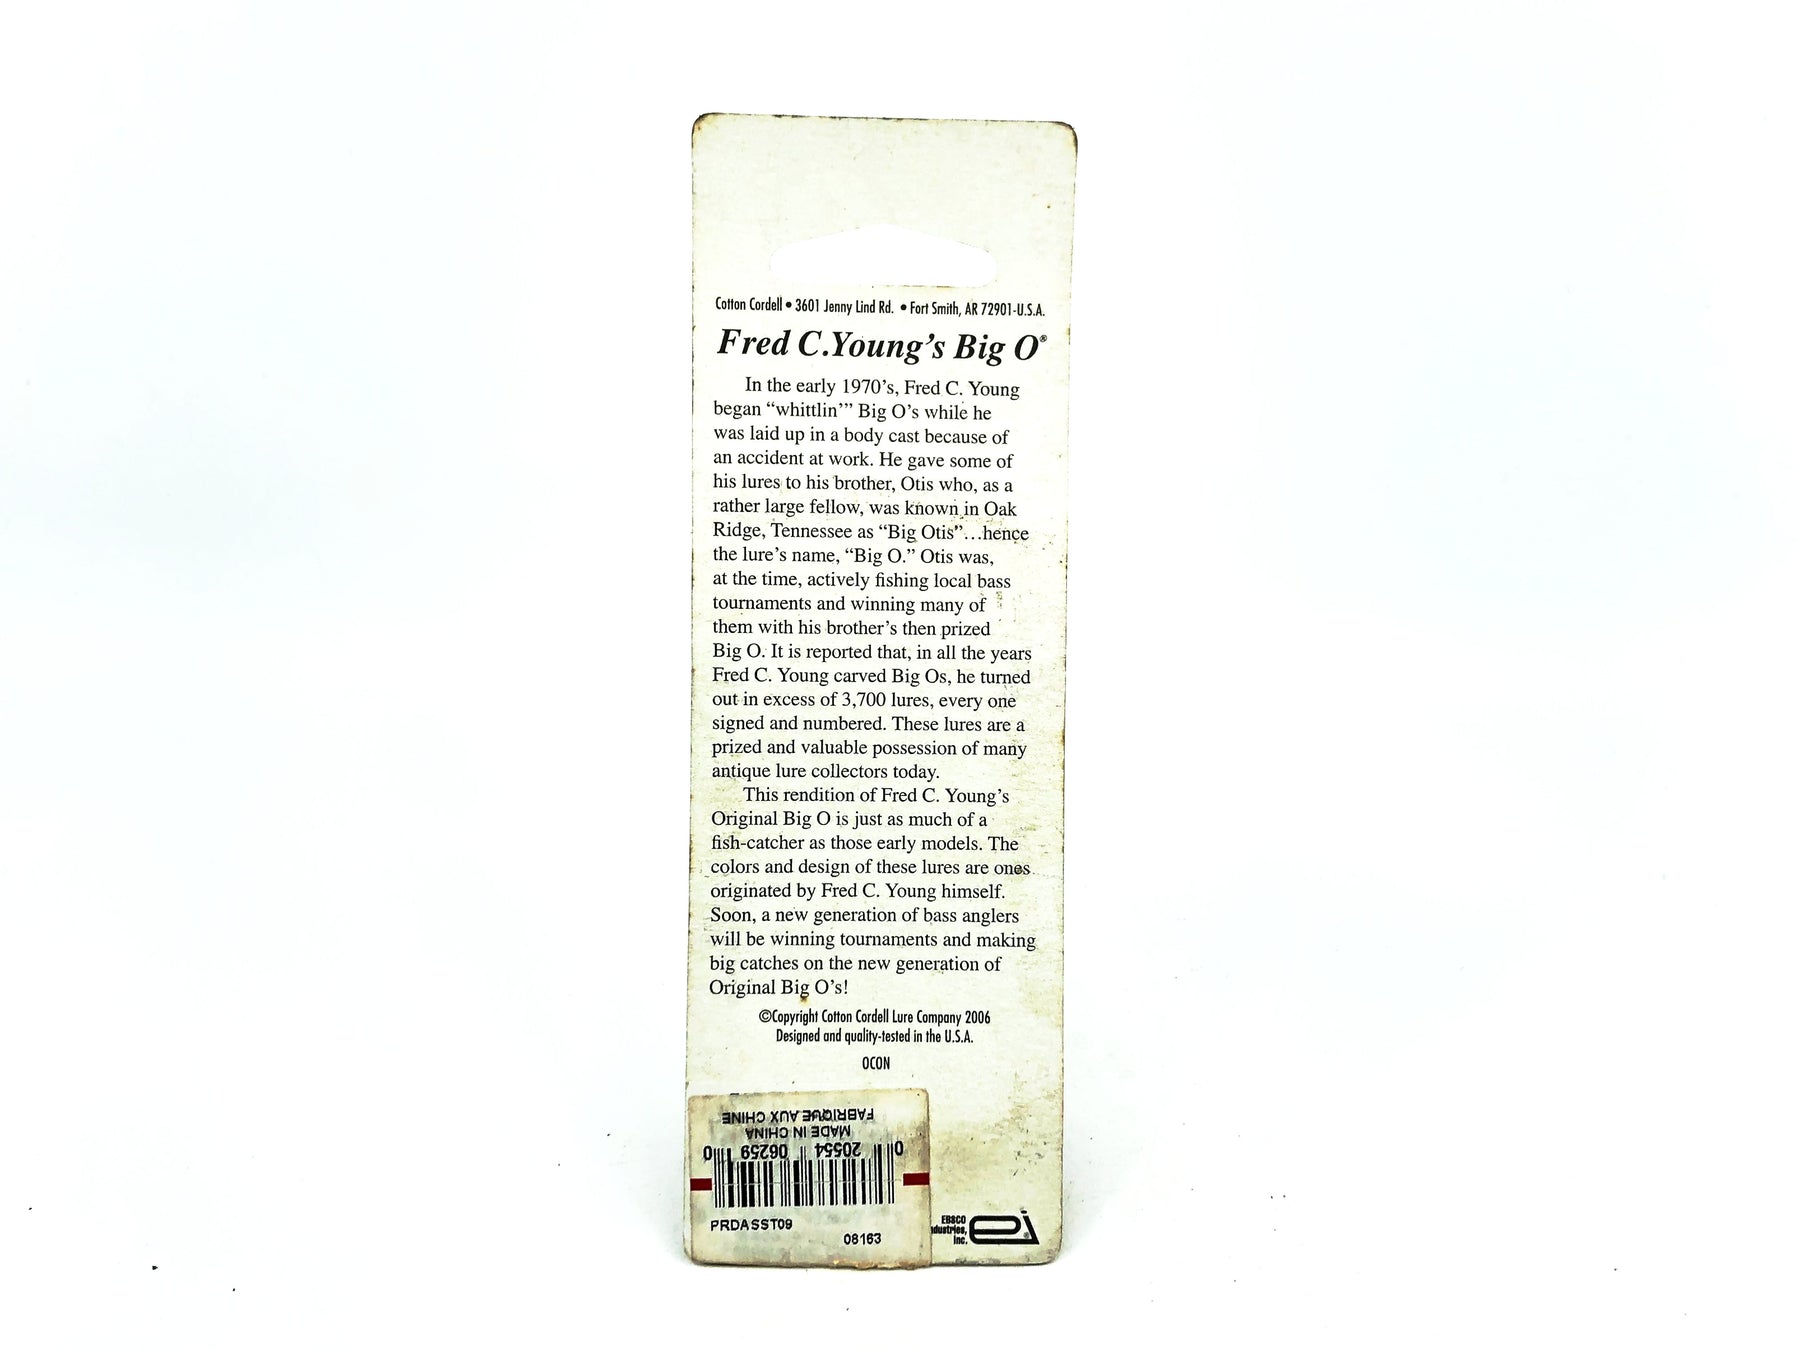 Cotton Cordell • 3601 Jenny Lind Rd. • Fort Smith, AR 72901-U.S.A.
Fred C.Young's Big O®
In the early 1970's, Fred C. Young
began “whittlin’” Big O's while he
was laid up in a body cast because of
an accident at work. He gave some of
his lures to his brother, Otis who, as a
rather large fellow, was known in Oak
Ridge, Tennessee as “Big Otis”...hence
the lure's name, “Big O.” Otis was,
at the time, actively fishing local bass
tournaments and winning many of
them with his brother's then prized
Big O. It is reported that, in all the years
Fred C. Young carved Big Os, he turned
out in excess of 3,700 lures, every one
signed and numbered. These lures are a
prized and valuable possession of many
antique lure collectors today.
This rendition of Fred C. Young's
Original Big O is just as much of a
fish-catcher as those early models. The
colors and design of these lures are ones
originated by Fred C. Young himself.
Soon, a new generation of bass anglers
will be winning tournaments and making
big catches on the new generation of
Original Big O's!
©Copyright Cotton Cordell Lure Company 2006
Designed and quality-tested in the U.S.A.
OCON
FABRIQUE AUX CHINE
MADE IN CHINA
0 20554 06259 0
PRDASST09
08163
EBSCO
ndustries,
Inc.
ei®